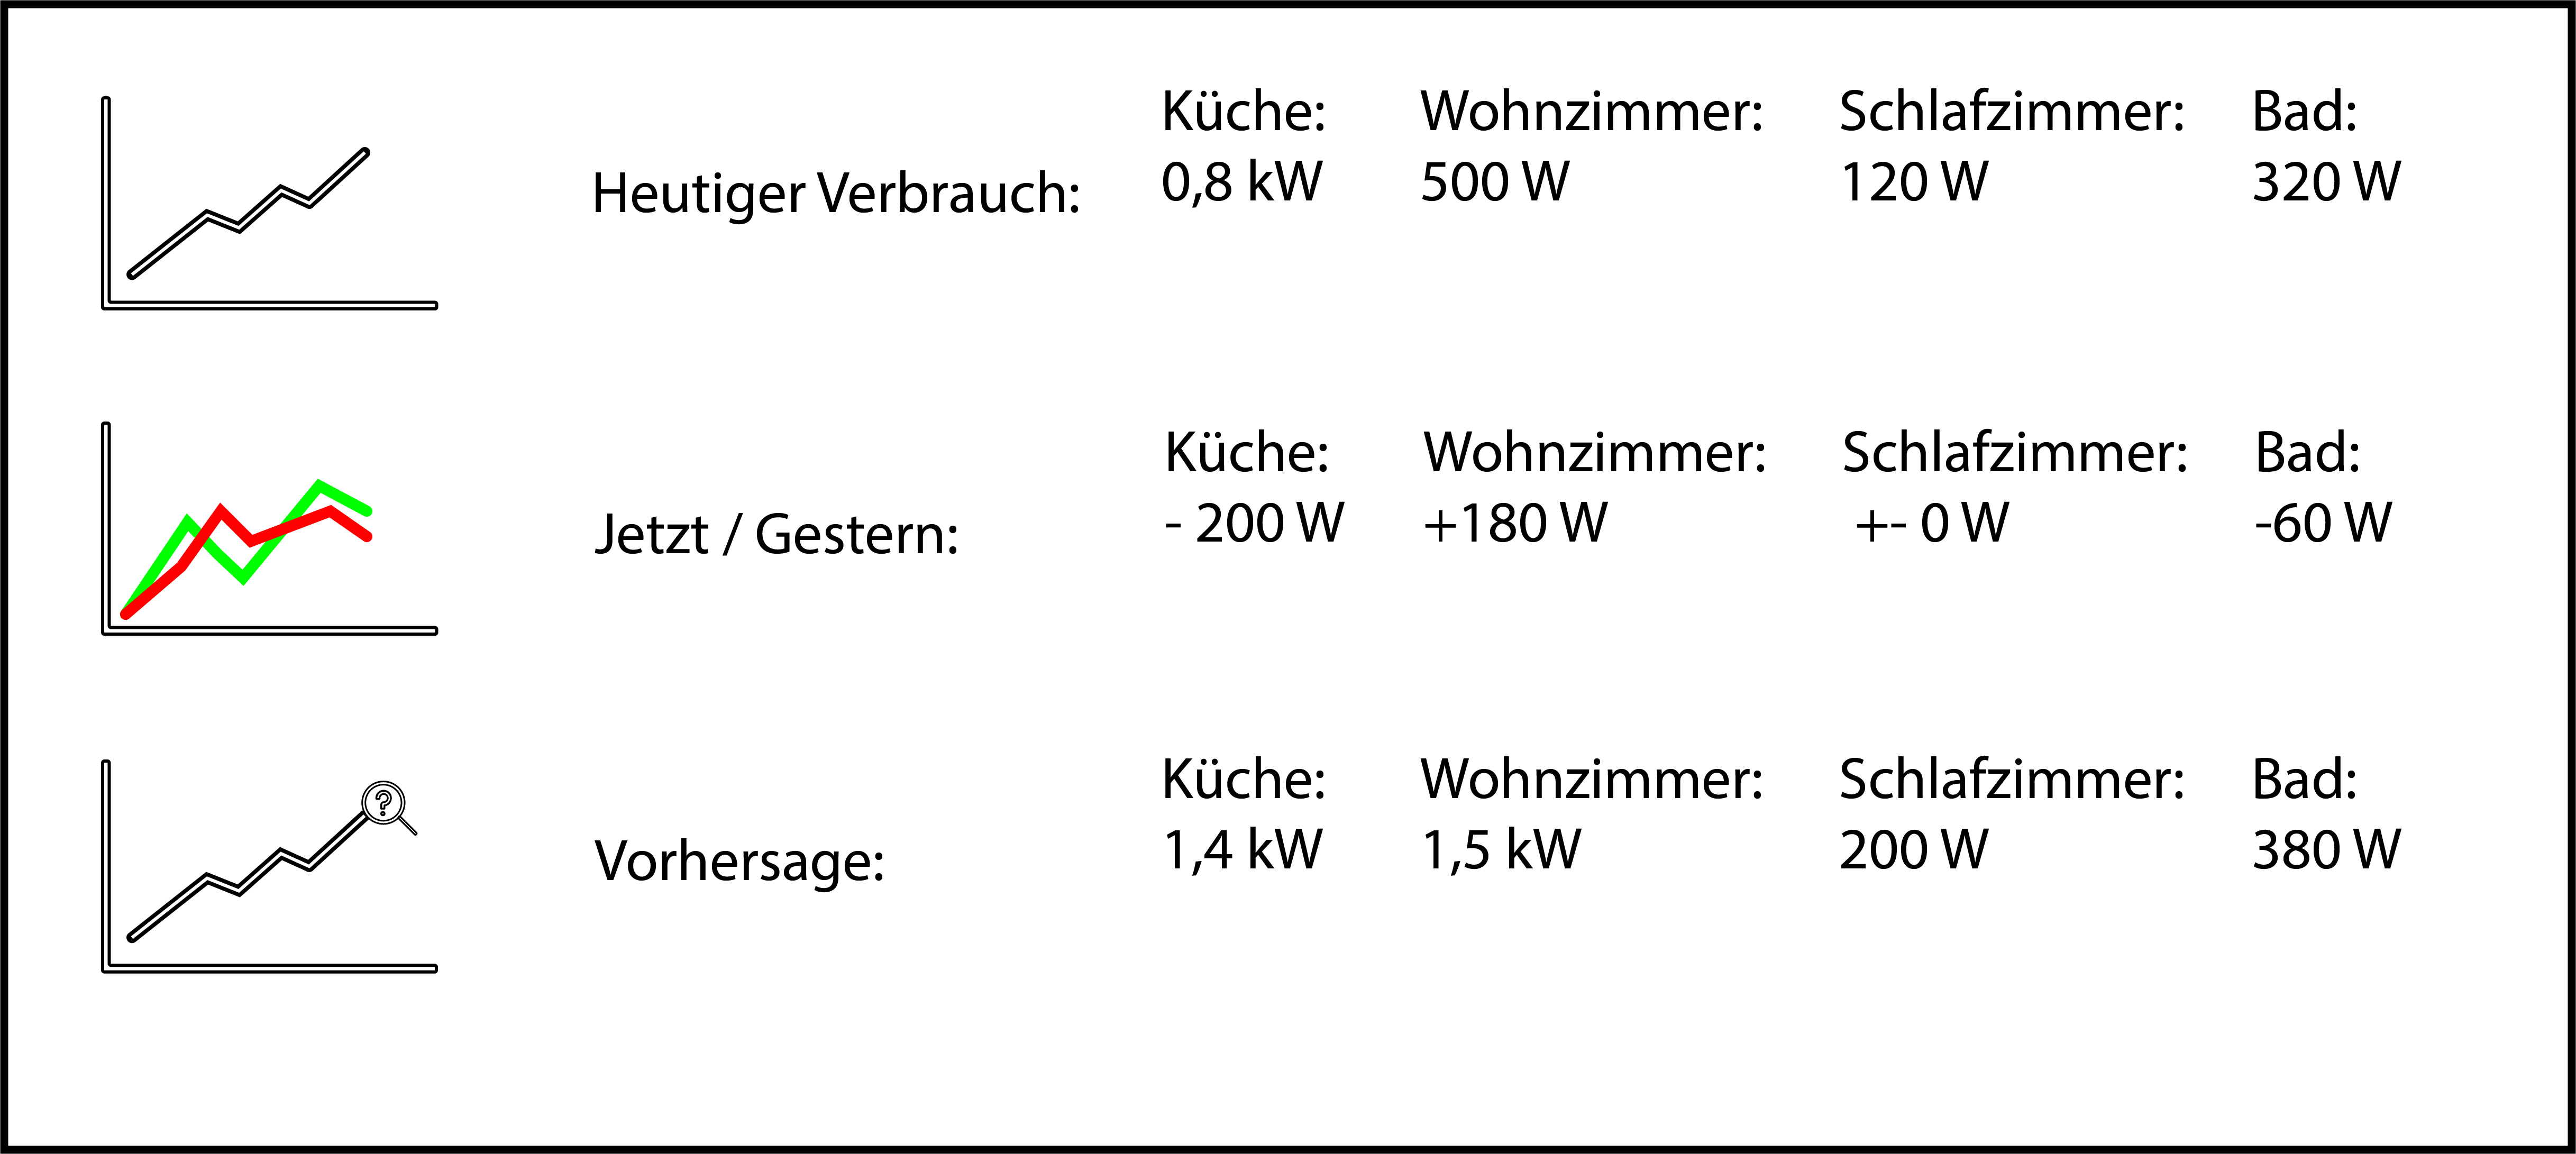 Küche: Wohnzimmer: Schlafzimmer: Bad:
Heutiger Verbrauch: 0,8 kW 500 W 120 W 320 W
Küche: Wohnzimmer: Schlafzimmer: Bad:
Jetzt / Gestern: - 200 W +180 W +- 0 W -60 W
?
Küche: Wohnzimmer: Schlafzimmer: Bad:
Vorhersage: 1,4 kW 1,5 kW 200 W 380 W